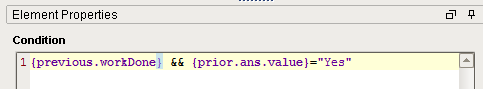 Element Properties
Condition
1 {previous.workDone} && {prior.ans.value}="Yes"